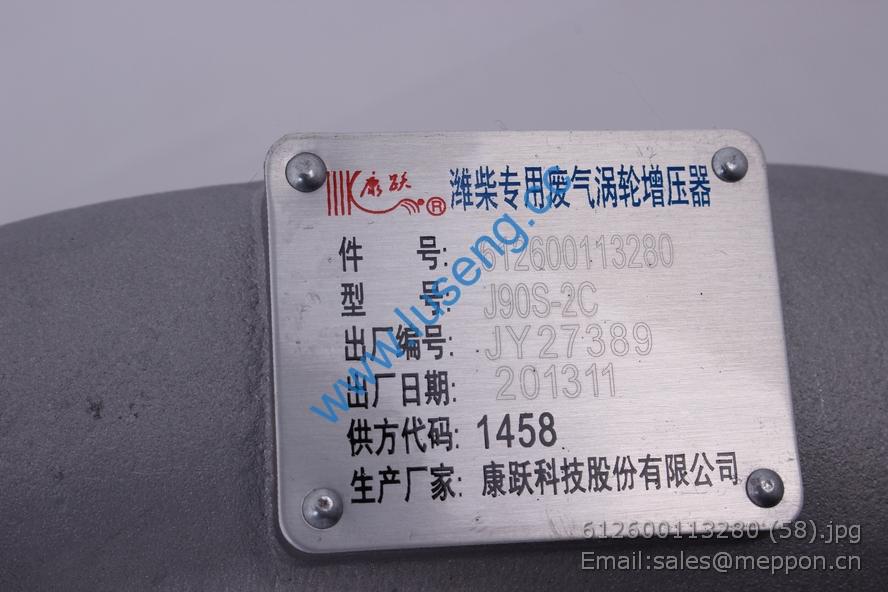 康跃 ® 潍柴专用废气涡轮增压器
件 号: 612600113280
型 号: J90S-2C
出厂编号: JY27389
出厂日期: 201311
供方代码: 1458
生产厂家: 康跃科技股份有限公司
www.luseng.cc
612600113280 (58).jpg
Email:sales@meppon.cn